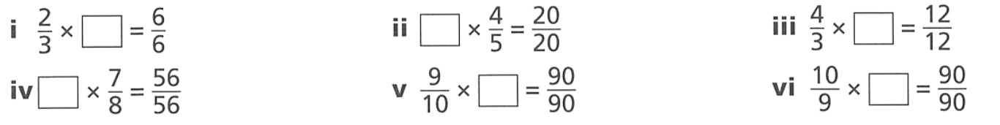 i 2/3 × □ = 6/6 ii □ × 4/5 = 20/20 iii 4/3 × □ = 12/12
iv □ × 7/8 = 56/56 v 9/10 × □ = 90/90 vi 10/9 × □ = 90/90